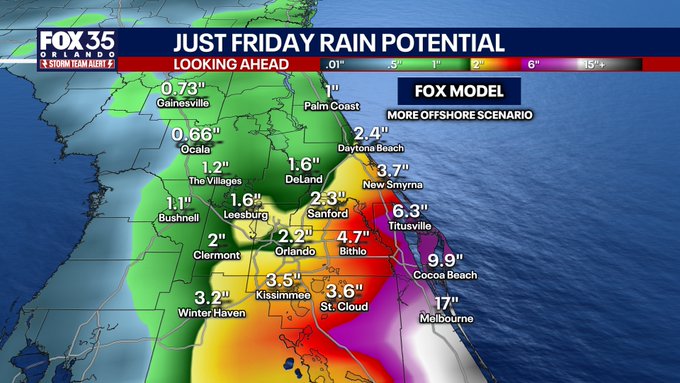 FOX 35
ORLANDO
STORM TEAM ALERT
JUST FRIDAY RAIN POTENTIAL
LOOKING AHEAD
.01" .5" 1" 2" 6" 15"+
FOX MODEL
MORE OFFSHORE SCENARIO
0.73"
Gainesville
1"
Palm Coast
0.66"
Ocala
2.4"
Daytona Beach
1.2"
The Villages
1.6"
DeLand
3.7"
New Smyrna
1.1"
Bushnell
1.6"
Leesburg
2.3"
Sanford
6.3"
Titusville
2"
Clermont
2.2"
Orlando
4.7"
Bithlo
9.9"
Cocoa Beach
3.5"
Kissimmee
3.6"
St. Cloud
3.2"
Winter Haven
17"
Melbourne